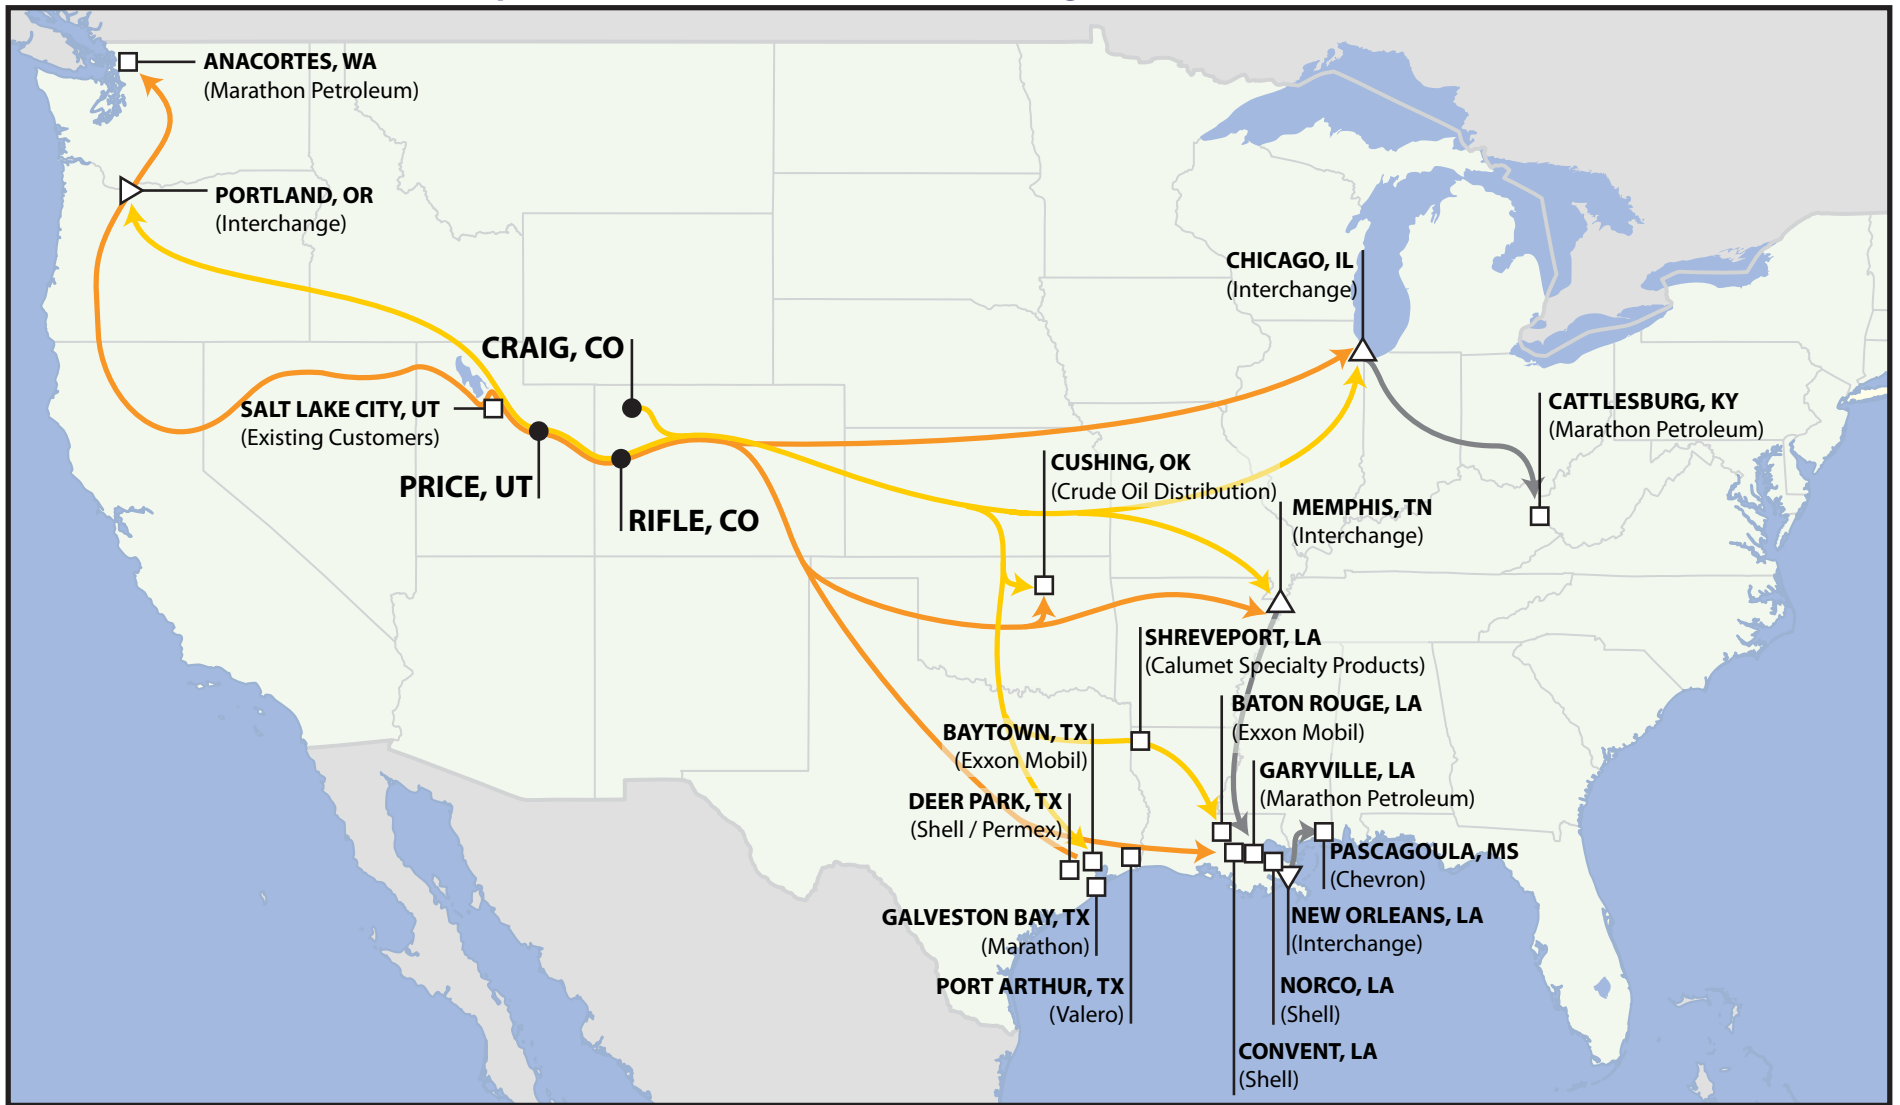 ANACORTES, WA
(Marathon Petroleum)
PORTLAND, OR
(Interchange)
CHICAGO, IL
(Interchange)
CRAIG, CO
SALT LAKE CITY, UT
(Existing Customers)
CATTLESBURG, KY
(Marathon Petroleum)
PRICE, UT
RIFLE, CO
CUSHING, OK
(Crude Oil Distribution)
MEMPHIS, TN
(Interchange)
SHREVEPORT, LA
(Calumet Specialty Products)
BATON ROUGE, LA
(Exxon Mobil)
BAYTOWN, TX
(Exxon Mobil)
GARYVILLE, LA
(Marathon Petroleum)
DEER PARK, TX
(Shell / Permex)
PASCAGOULA, MS
(Chevron)
GALVESTON BAY, TX
(Marathon)
NEW ORLEANS, LA
(Interchange)
PORT ARTHUR, TX
(Valero)
NORCO, LA
(Shell)
CONVENT, LA
(Shell)